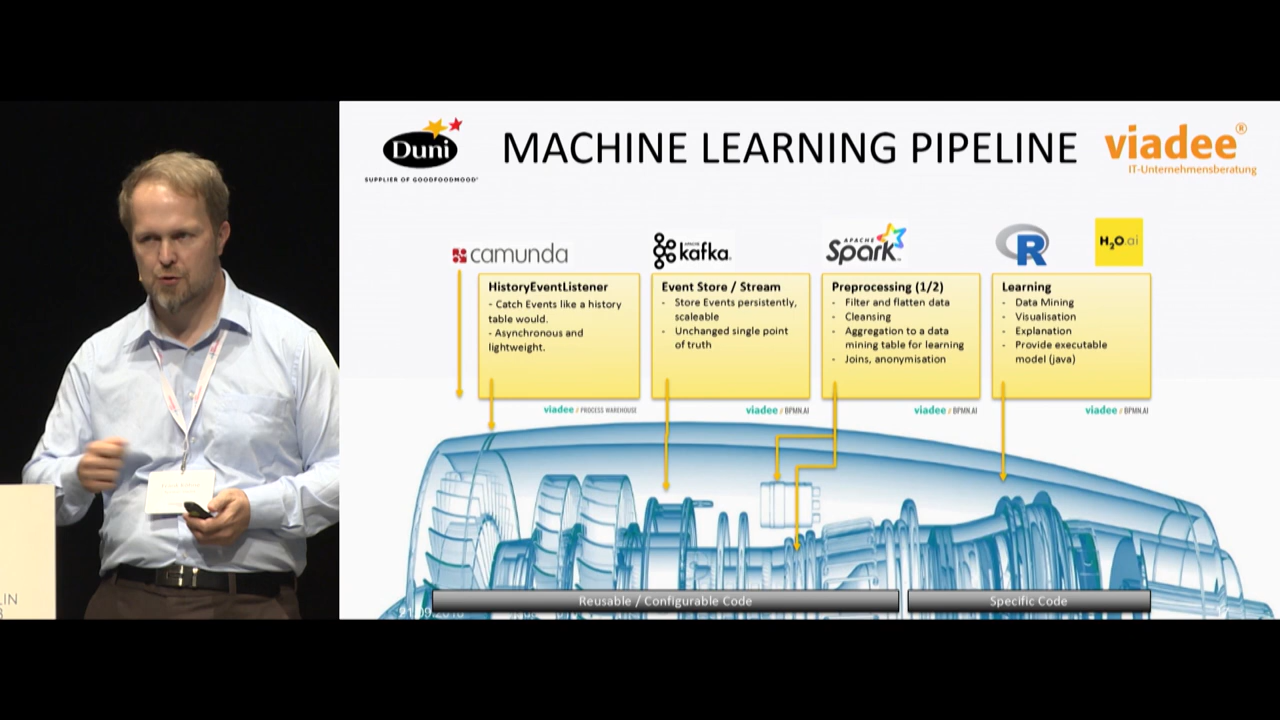 Duni
SUPPLIER OF GOODFOODMOOD®
MACHINE LEARNING PIPELINE
viadee®
IT-Unternehmensberatung
camunda
APACHE
kafka
APACHE
Spark™
R
H2O.ai
HistoryEventListener
- Catch Events like a history
table would.
- Asynchronous and
lightweight.
Event Store / Stream
- Store Events persistently,
scaleable
- Unchanged single point
of truth
Preprocessing (1/2)
- Filter and flatten data
- Cleansing
- Aggregation to a data
mining table for learning
- Joins, anonymisation
Learning
- Data Mining
- Visualisation
- Explanation
- Provide executable
model (java)
viadee // PROCESS WAREHOUSE
viadee // BPMN.AI
viadee // BPMN.AI
viadee // BPMN.AI
Reusable / Configurable Code
Specific Code
LIN